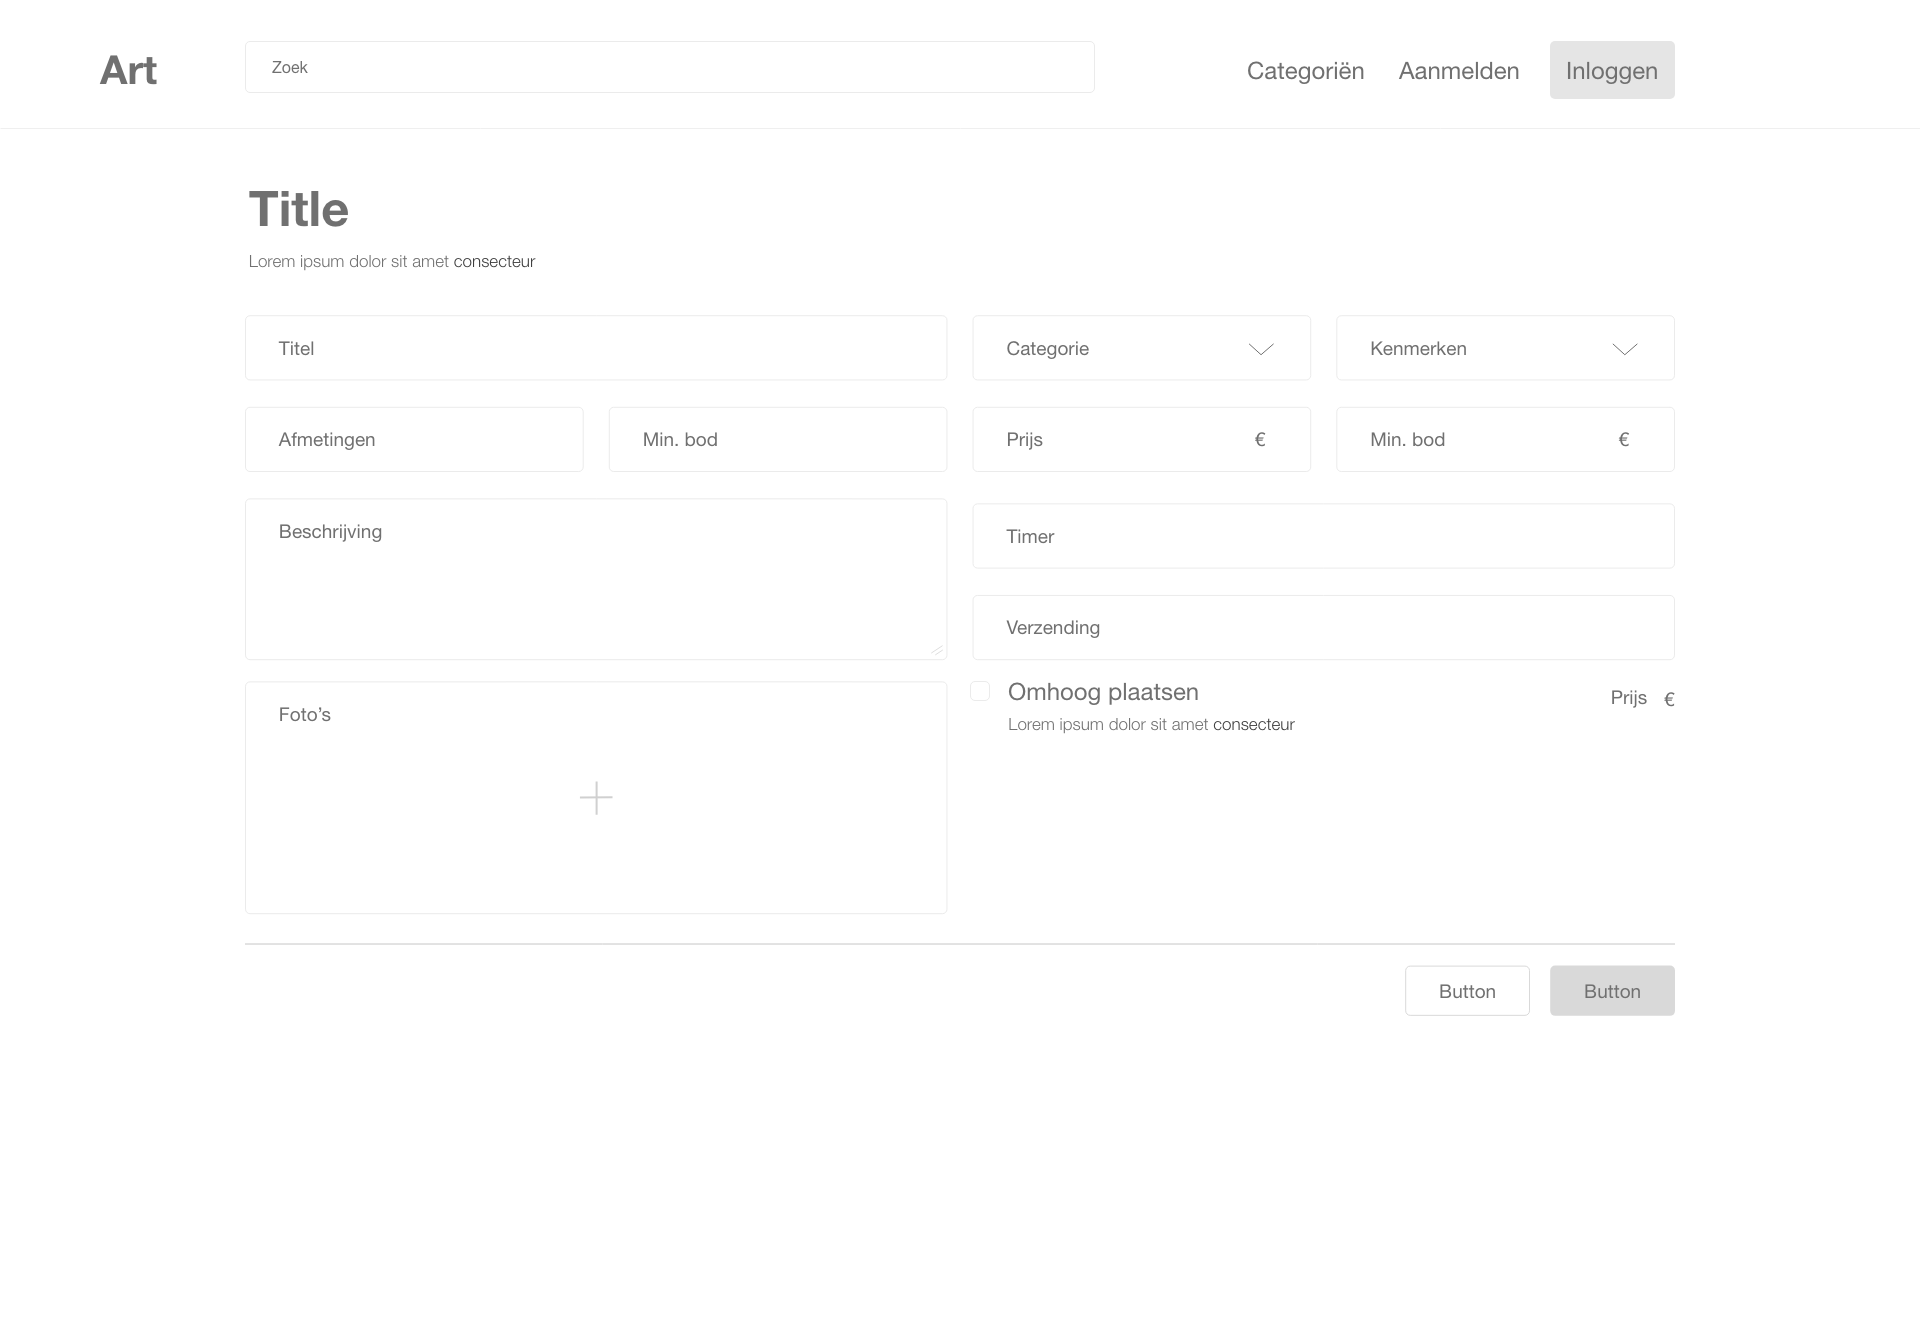 Art
Zoek
Categoriën
Aanmelden
Inloggen
Title
Lorem ipsum dolor sit amet consecteur
Titel
Categorie
Kenmerken
Afmetingen
Min. bod
Prijs €
Min. bod €
Beschrijving
Timer
Verzending
Foto’s
Omhoog plaatsen
Prijs €
Lorem ipsum dolor sit amet consecteur
Button
Button